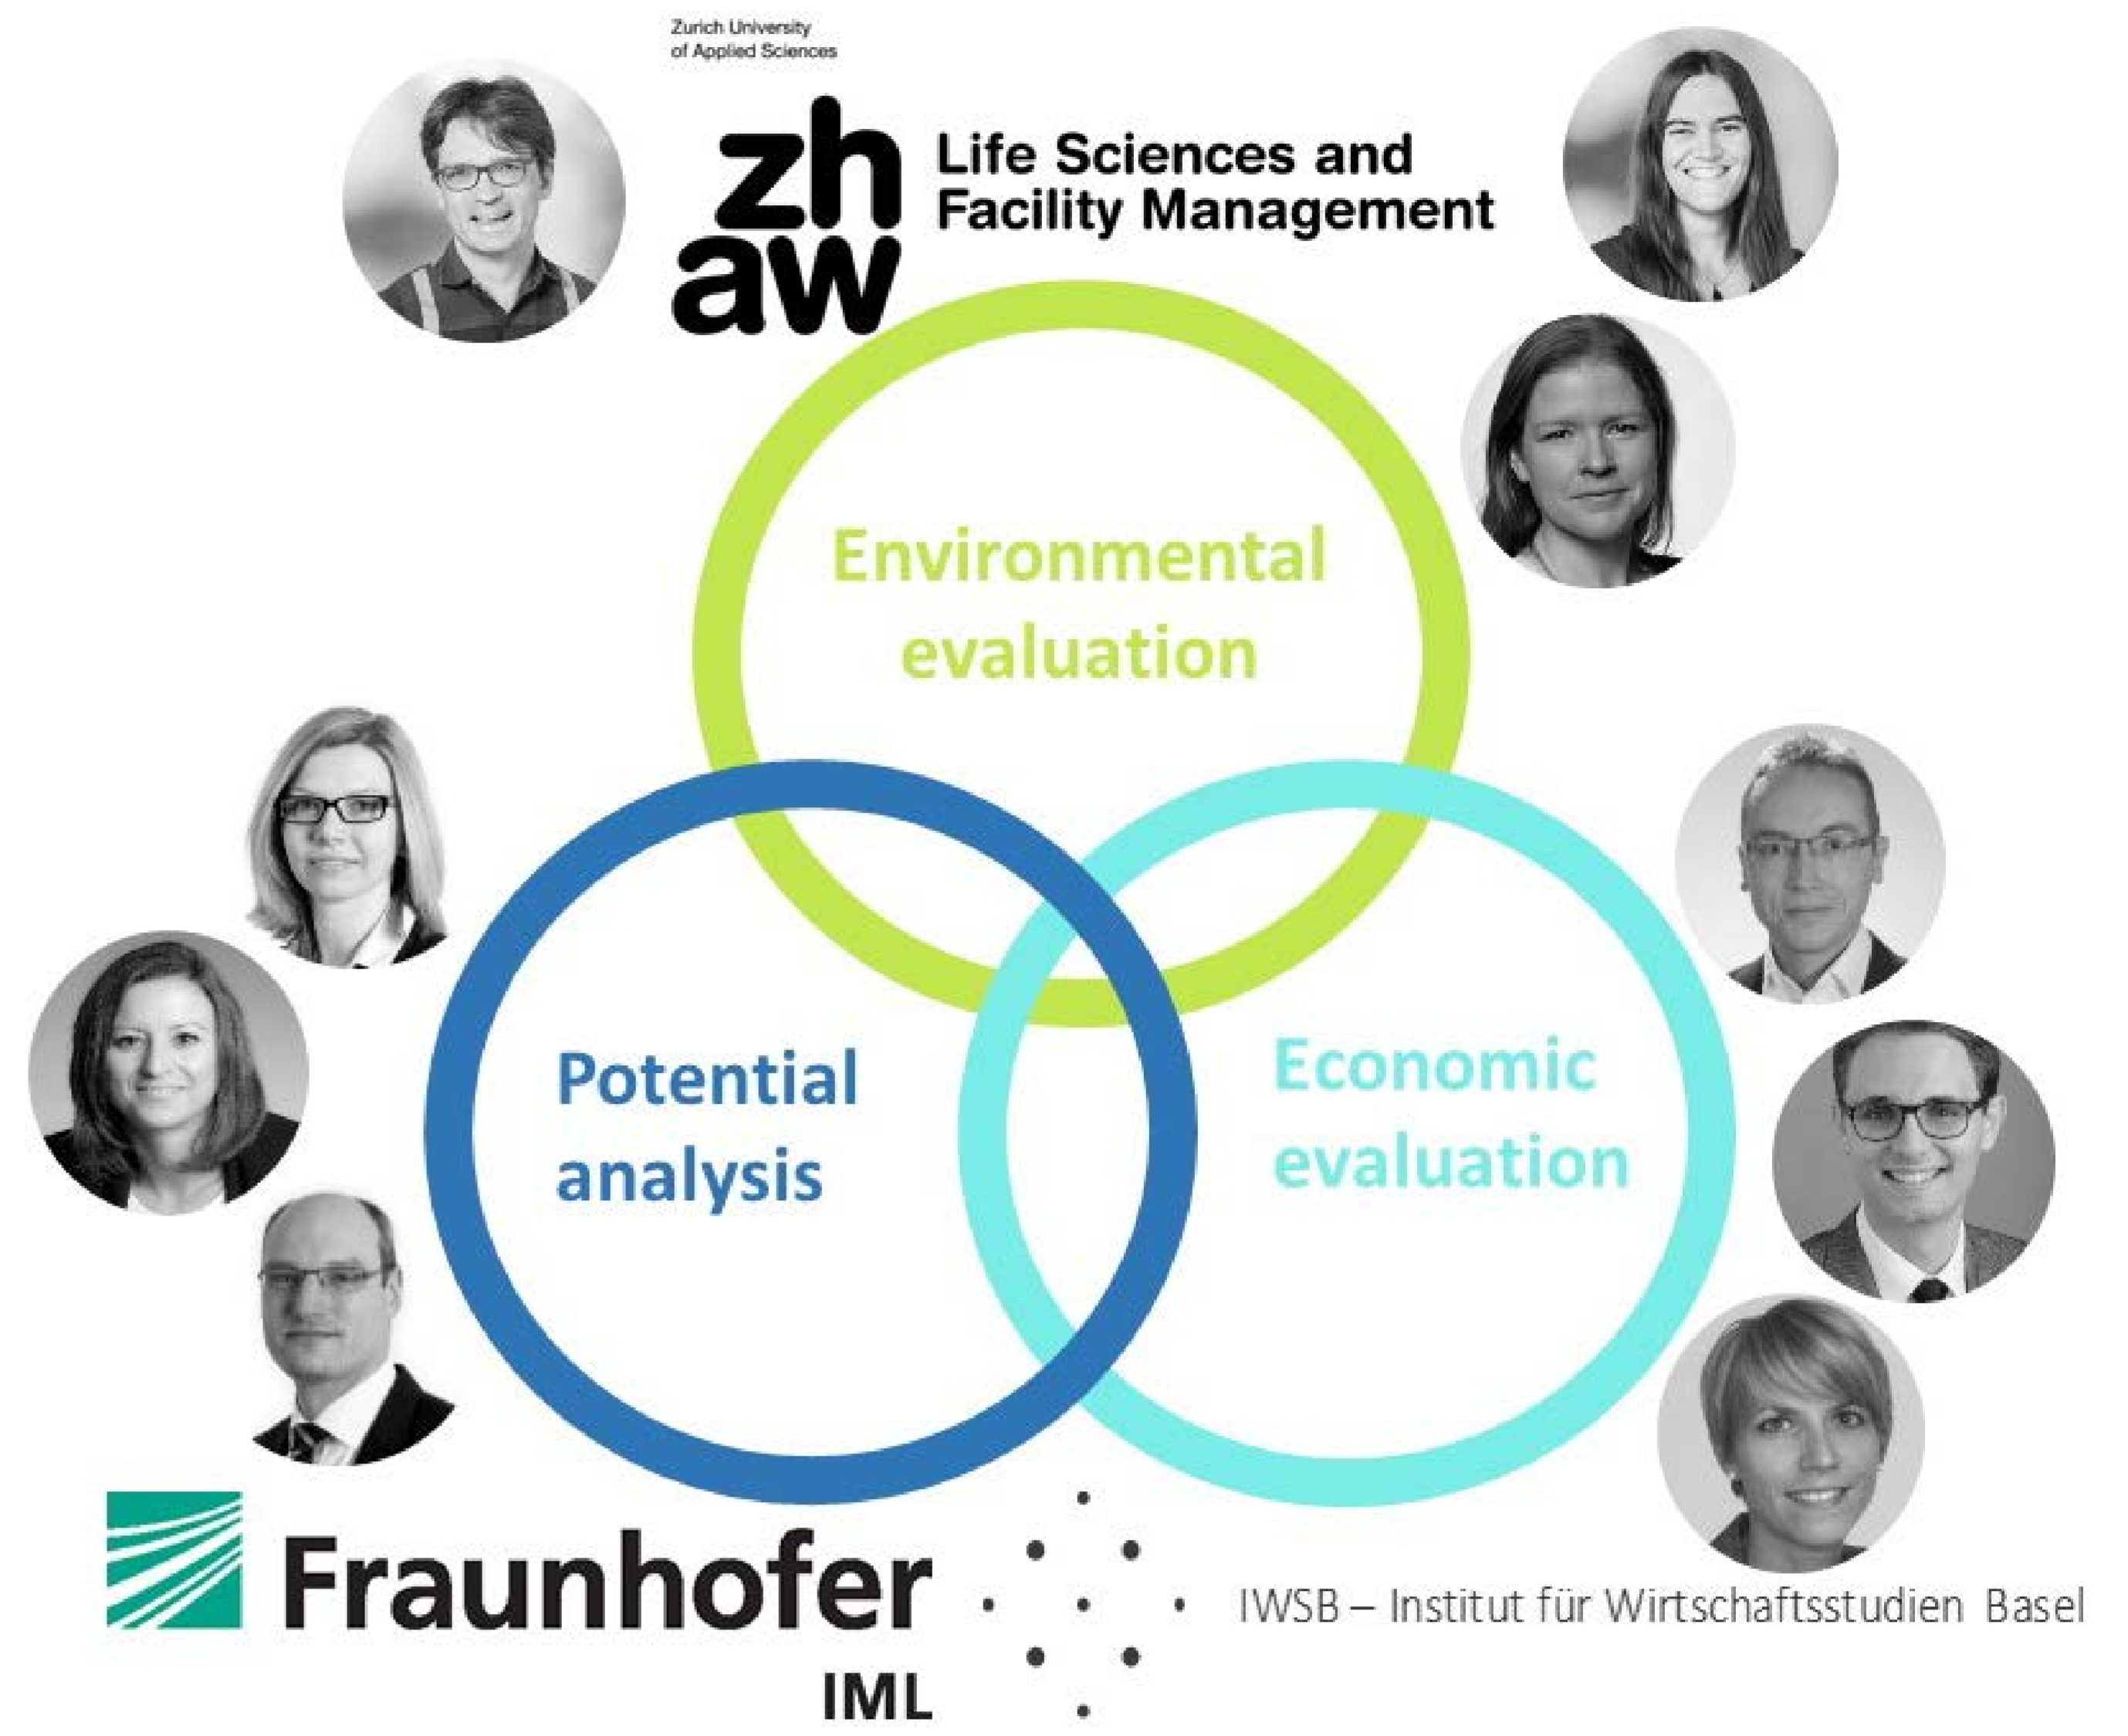 Zurich University
of Applied Sciences
zh
aw
Life Sciences and
Facility Management
Environmental
evaluation
Potential
analysis
Economic
evaluation
Fraunhofer
IML
IWSB – Institut für Wirtschaftsstudien Basel